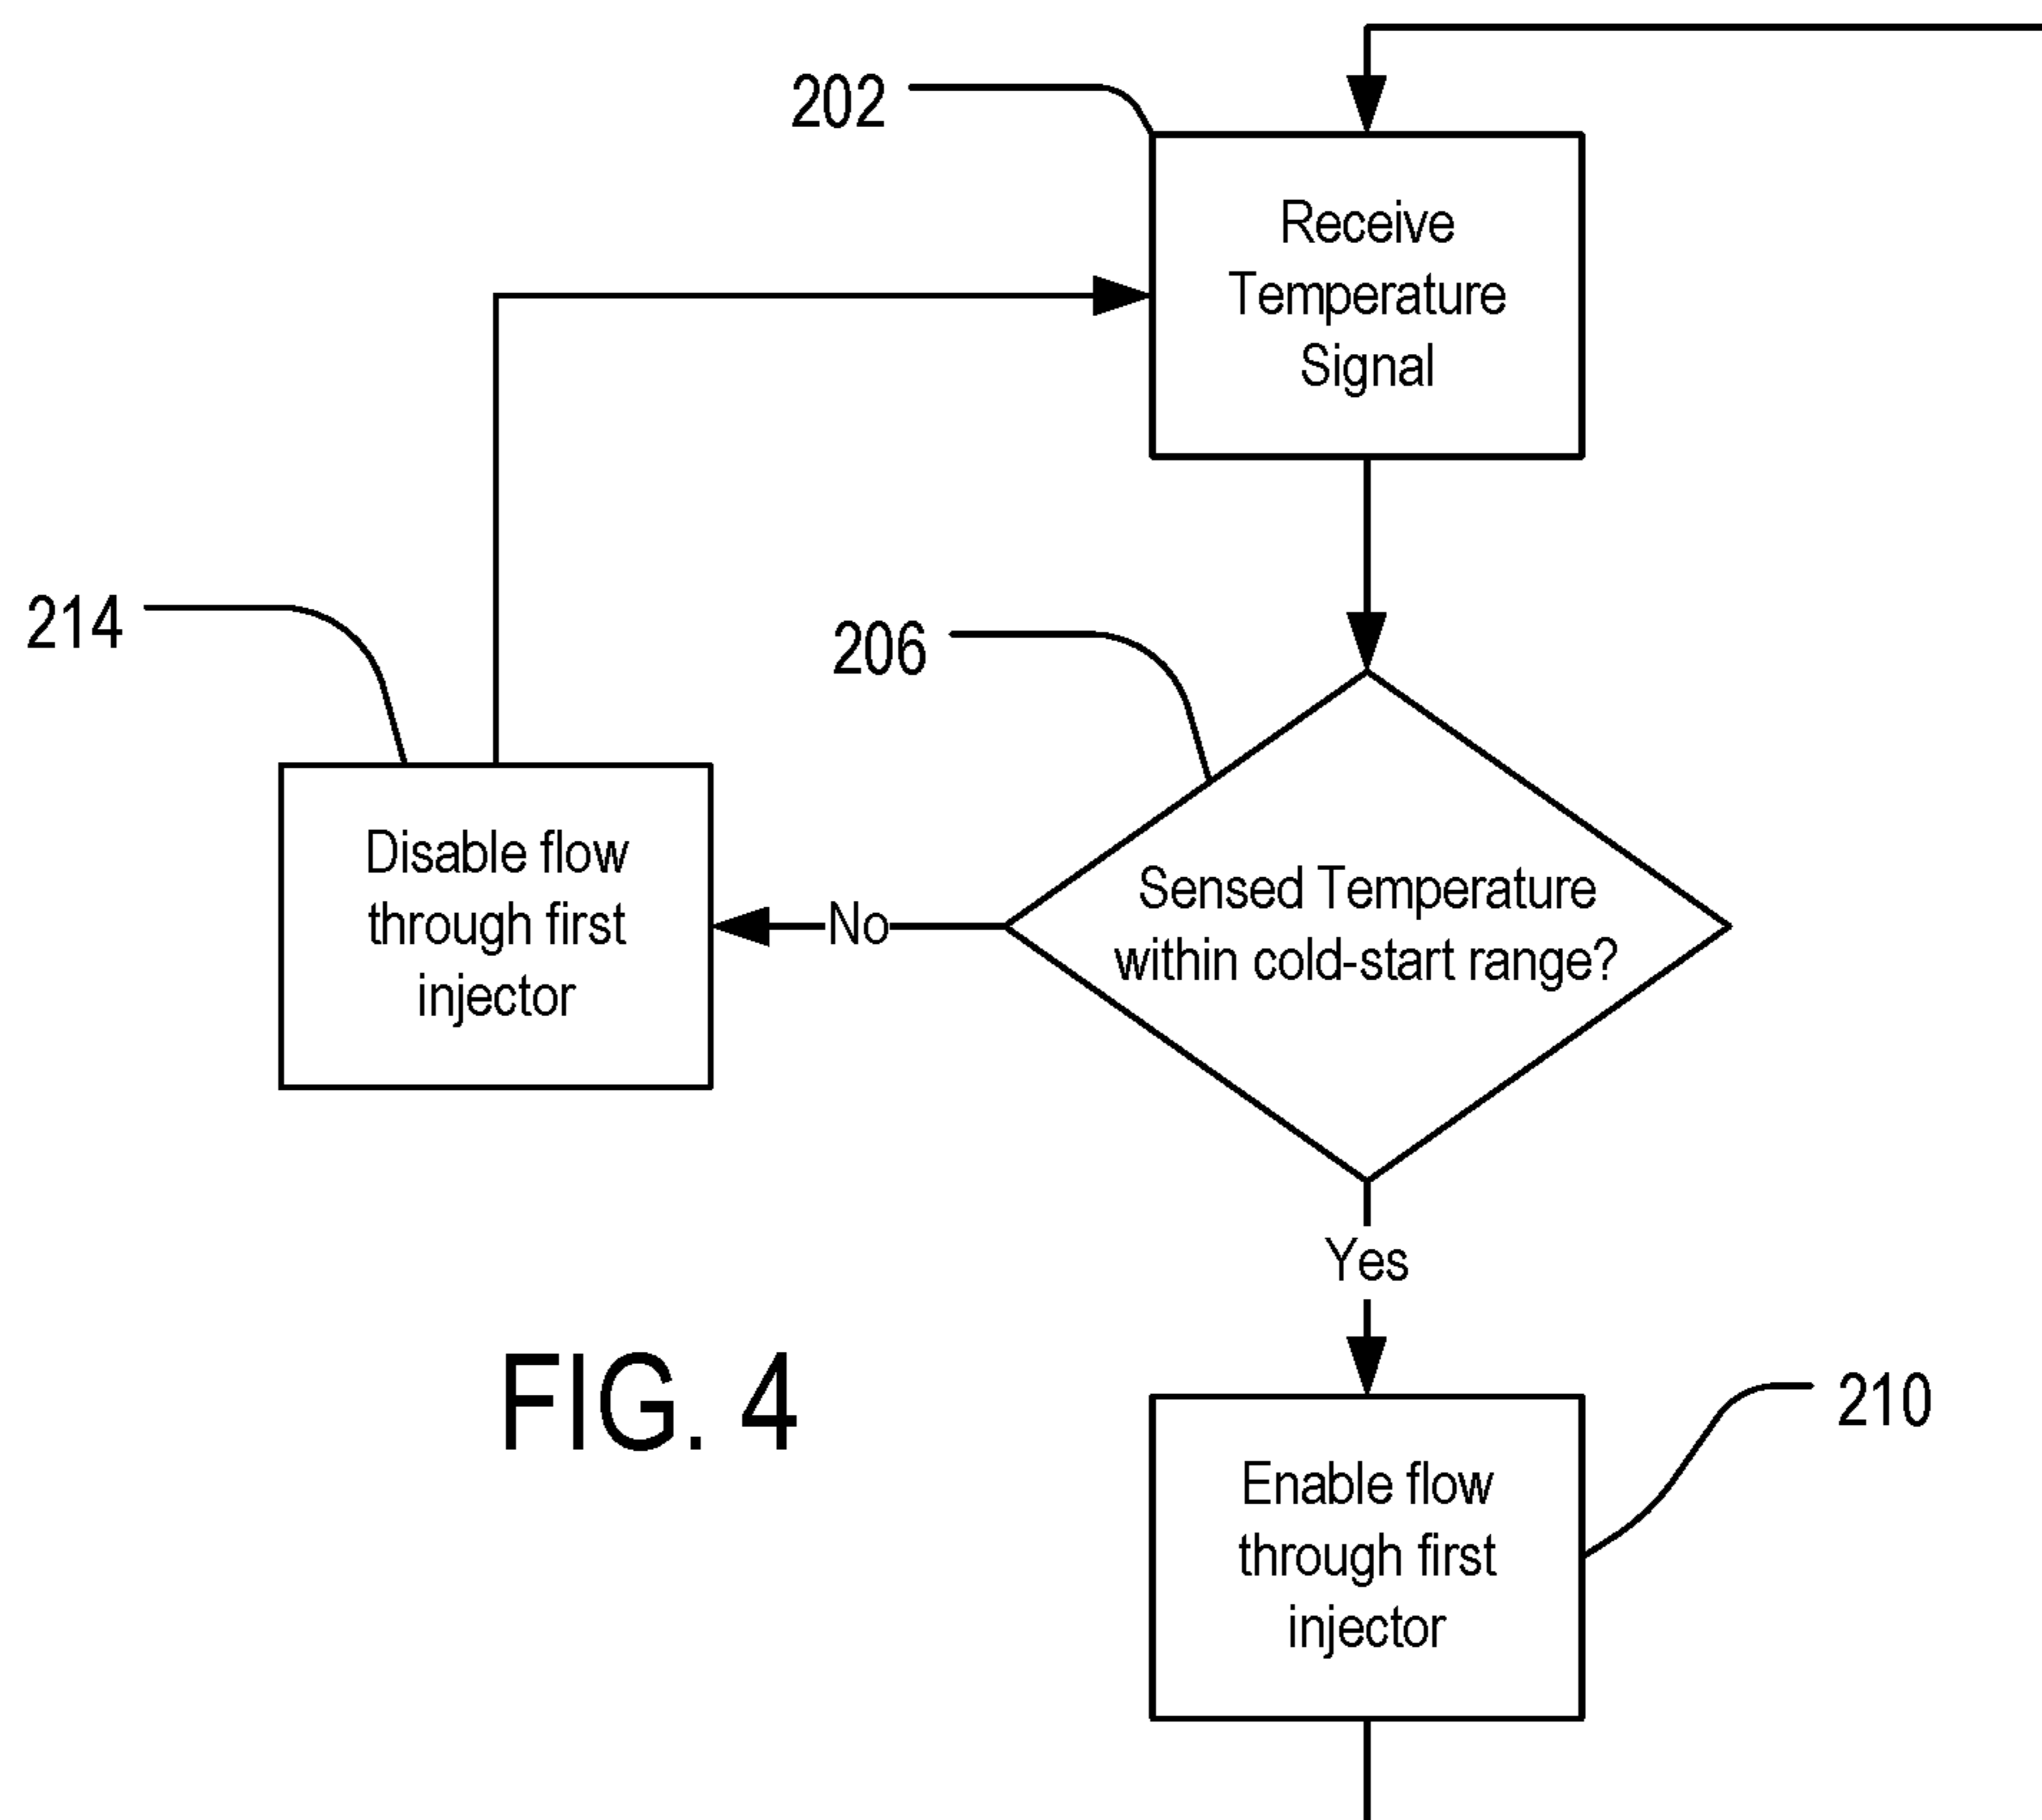 202
Receive
Temperature
Signal
214
206
Disable flow
through first
injector
No
Sensed Temperature
within cold-start range?
Yes
FIG. 4
210
Enable flow
through first
injector